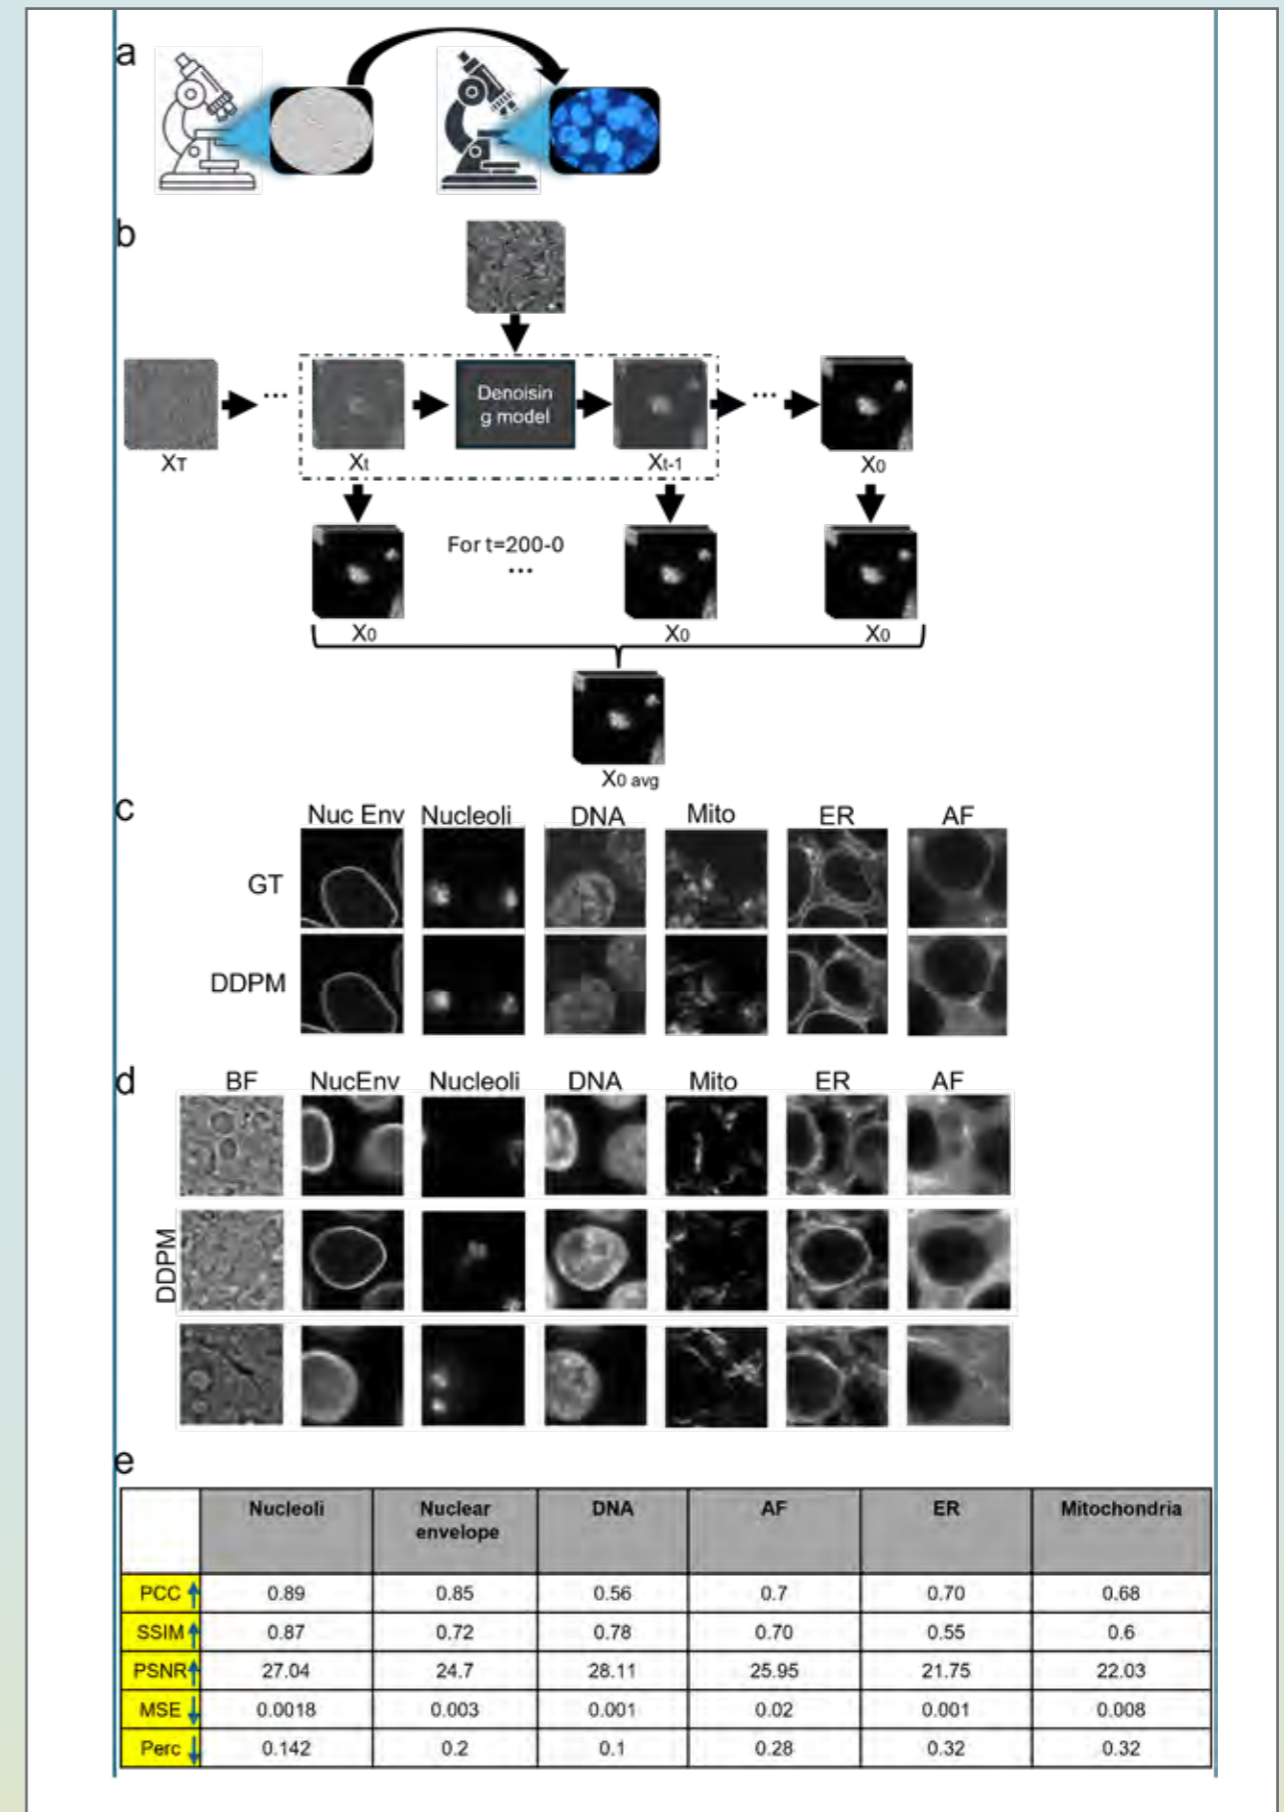 a
b
Denoisin
g model
XT
Xt
Xt-1
X0
For t=200-0
...
X0
X0
X0
X0 avg
c
Nuc Env Nucleoli DNA Mito ER AF
GT
DDPM
d
BF NucEnv Nucleoli DNA Mito ER AF
DDPM
e
Nucleoli Nuclear envelope DNA AF ER Mitochondria
PCC 0.89 0.85 0.56 0.7 0.70 0.68
SSIM 0.87 0.72 0.78 0.70 0.55 0.6
PSNR 27.04 24.7 28.11 25.95 21.75 22.03
MSE 0.0018 0.003 0.001 0.02 0.001 0.008
Perc 0.142 0.2 0.1 0.28 0.32 0.32